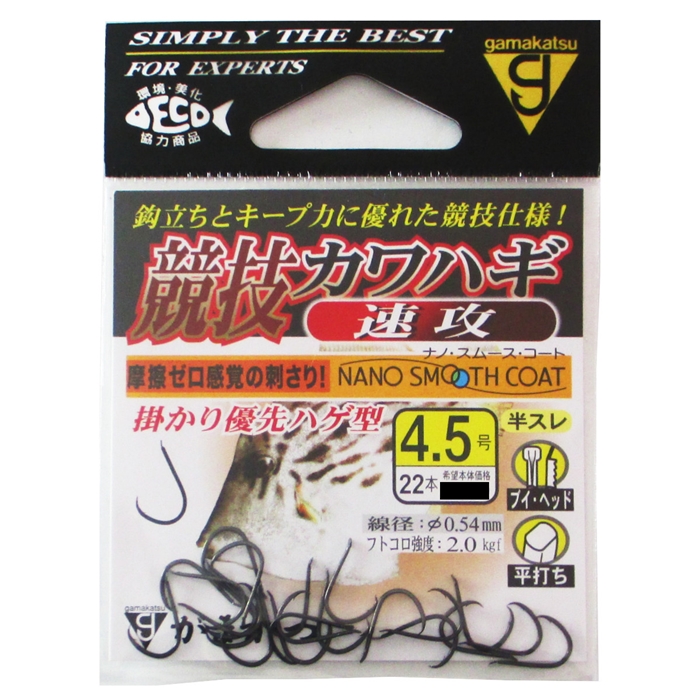 SIMPLY THE BEST
FOR EXPERTS
gamakatsu
g
環境・美化
ECO
協力商品
鈎立ちとキープ力に優れた競技仕様！
競技カワハギ
速攻
ナノ・スムース・コート
摩擦ゼロ感覚の刺さり！
NANO SMOOTH COAT
掛かり優先ハゲ型
4.5号
半スレ
22本
希望本体価格
ブイ・ヘッド
線径：φ0.54mm
フトコロ強度：2.0kgf
平打ち
gamakatsu
g